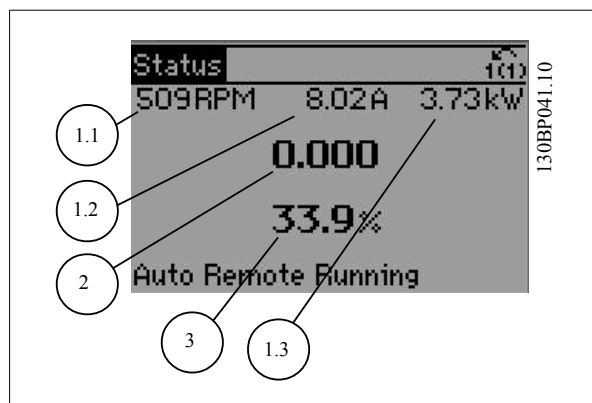 Status 1(1)
509RPM 8.02A 3.73kW
0.000
33.9%
Auto Remote Running
1.1
1.2
2
3
1.3
130BP041.10